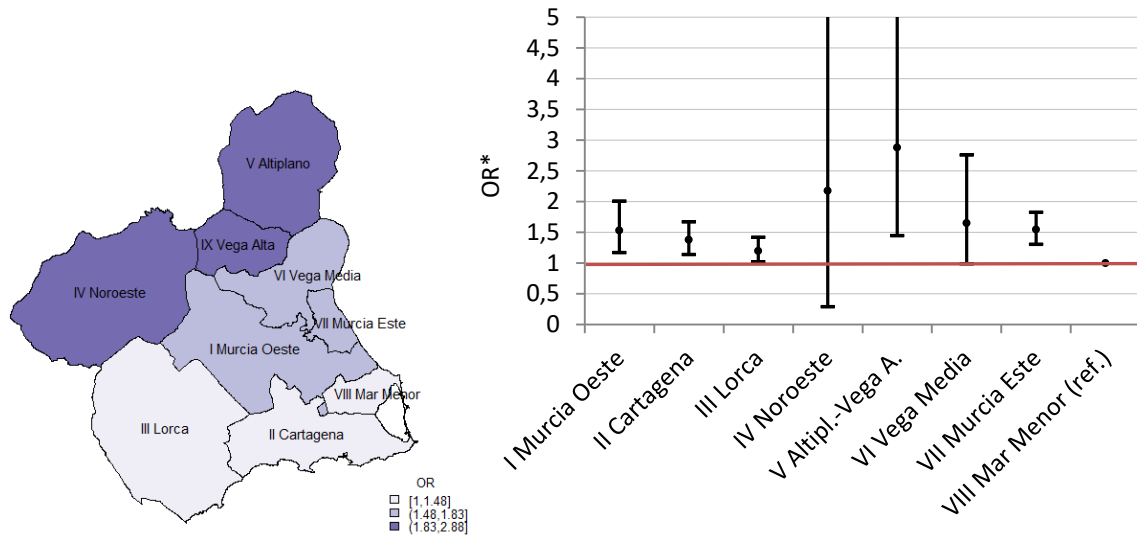 V Altiplano
IX Vega Alta
VI Vega Media
IV Noroeste
VII Murcia Este
I Murcia Oeste
VIII Mar Menor
III Lorca
II Cartagena
OR
[1,1.48]
(1.48,1.83]
(1.83,2.88]
OR*
5
4,5
4
3,5
3
2,5
2
1,5
1
0,5
0
I Murcia Oeste
II Cartagena
III Lorca
IV Noroeste
V Altipl.-Vega A.
VI Vega Media
VII Murcia Este
VIII Mar Menor (ref.)